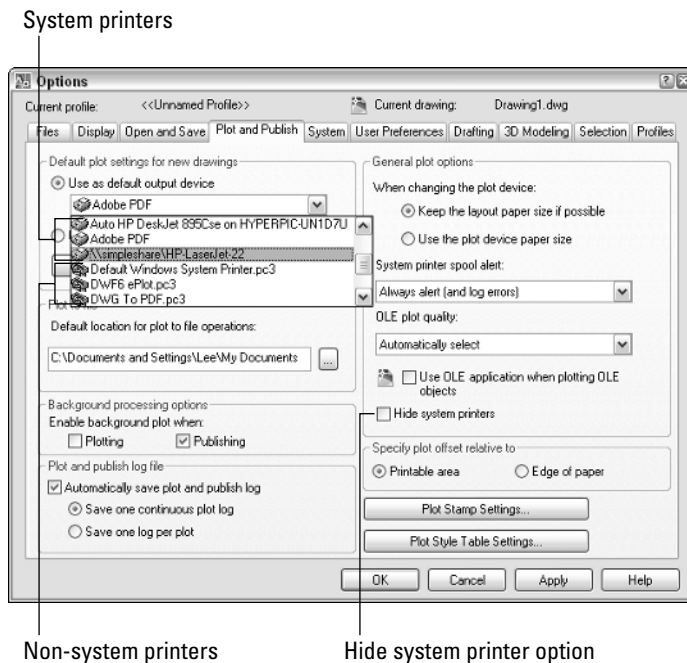 System printers
Options
Current profile: <<Unnamed Profile>> Current drawing: Drawing1.dwg
Files Display Open and Save Plot and Publish System User Preferences Drafting 3D Modeling Selection Profiles
Default plot settings for new drawings
Use as default output device
Adobe PDF
Auto HP DeskJet 895Cse on HYPERPIC-UN1D7U
Adobe PDF
\\simpleshare\HP-LaserJet-22
Default Windows System Printer.pc3
DWF6 ePlot.pc3
DWG To PDF.pc3
Default location for plot to file operations:
C:\Documents and Settings\Lee\My Documents ...
Background processing options
Enable background plot when:
Plotting Publishing
Plot and publish log file
Automatically save plot and publish log
Save one continuous plot log
Save one log per plot
General plot options
When changing the plot device:
Keep the layout paper size if possible
Use the plot device paper size
System printer spool alert:
Always alert (and log errors)
OLE plot quality:
Automatically select
Use OLE application when plotting OLE
objects
Hide system printers
Specify plot offset relative to
Printable area Edge of paper
Plot Stamp Settings...
Plot Style Table Settings...
OK Cancel Apply Help
Non-system printers Hide system printer option